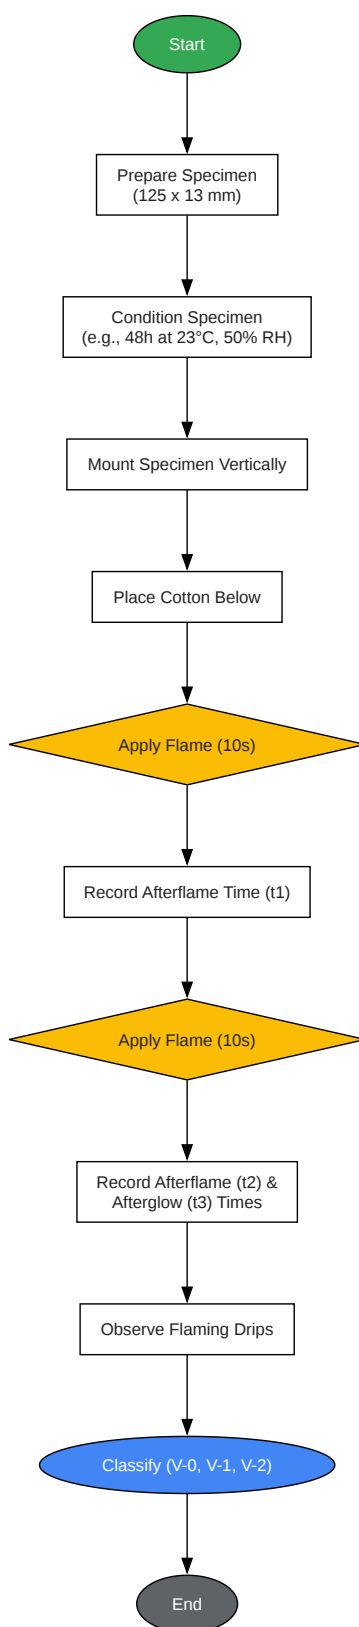 Start
Prepare Specimen
(125 x 13 mm)
Condition Specimen
(e.g., 48h at 23°C, 50% RH)
Mount Specimen Vertically
Place Cotton Below
Apply Flame (10s)
Record Afterflame Time (t1)
Apply Flame (10s)
Record Afterflame (t2) &
Afterglow (t3) Times
Observe Flaming Drips
Classify (V-0, V-1, V-2)
End